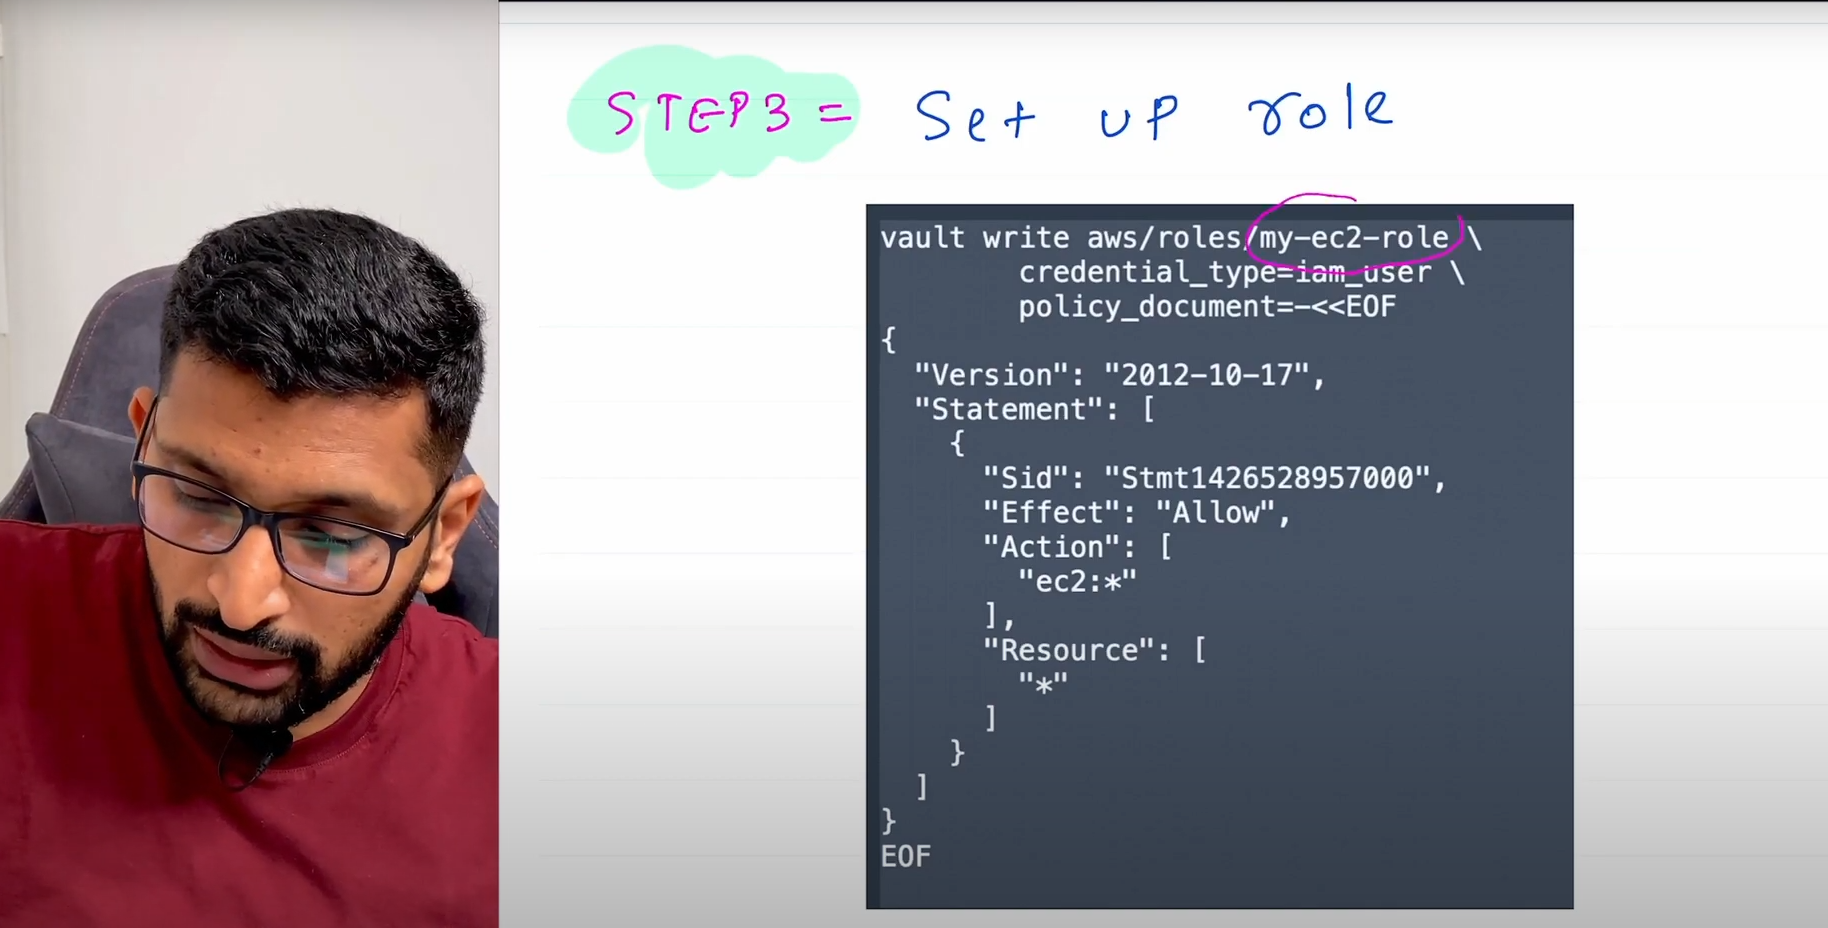 STEP3 = Set up role
vault write aws/roles/my-ec2-role \
credential_type=iam_user \
policy_document=-<<EOF
{
"Version": "2012-10-17",
"Statement": [
{
"Sid": "Stmt1426528957000",
"Effect": "Allow",
"Action": [
"ec2:*"
],
"Resource": [
"*"
]
}
]
}
EOF